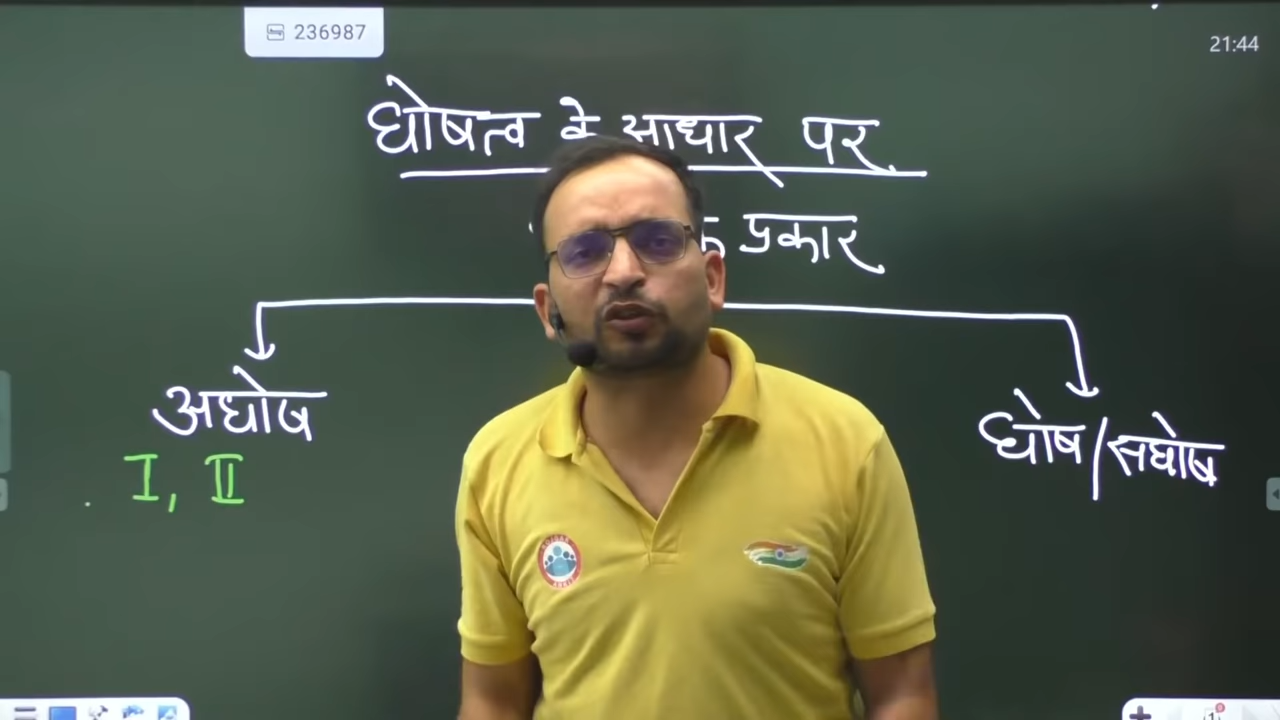 236987
21:44
घोषत्व के आधार पर
प्रकार
अघोष
घोष/सघोष
I, II